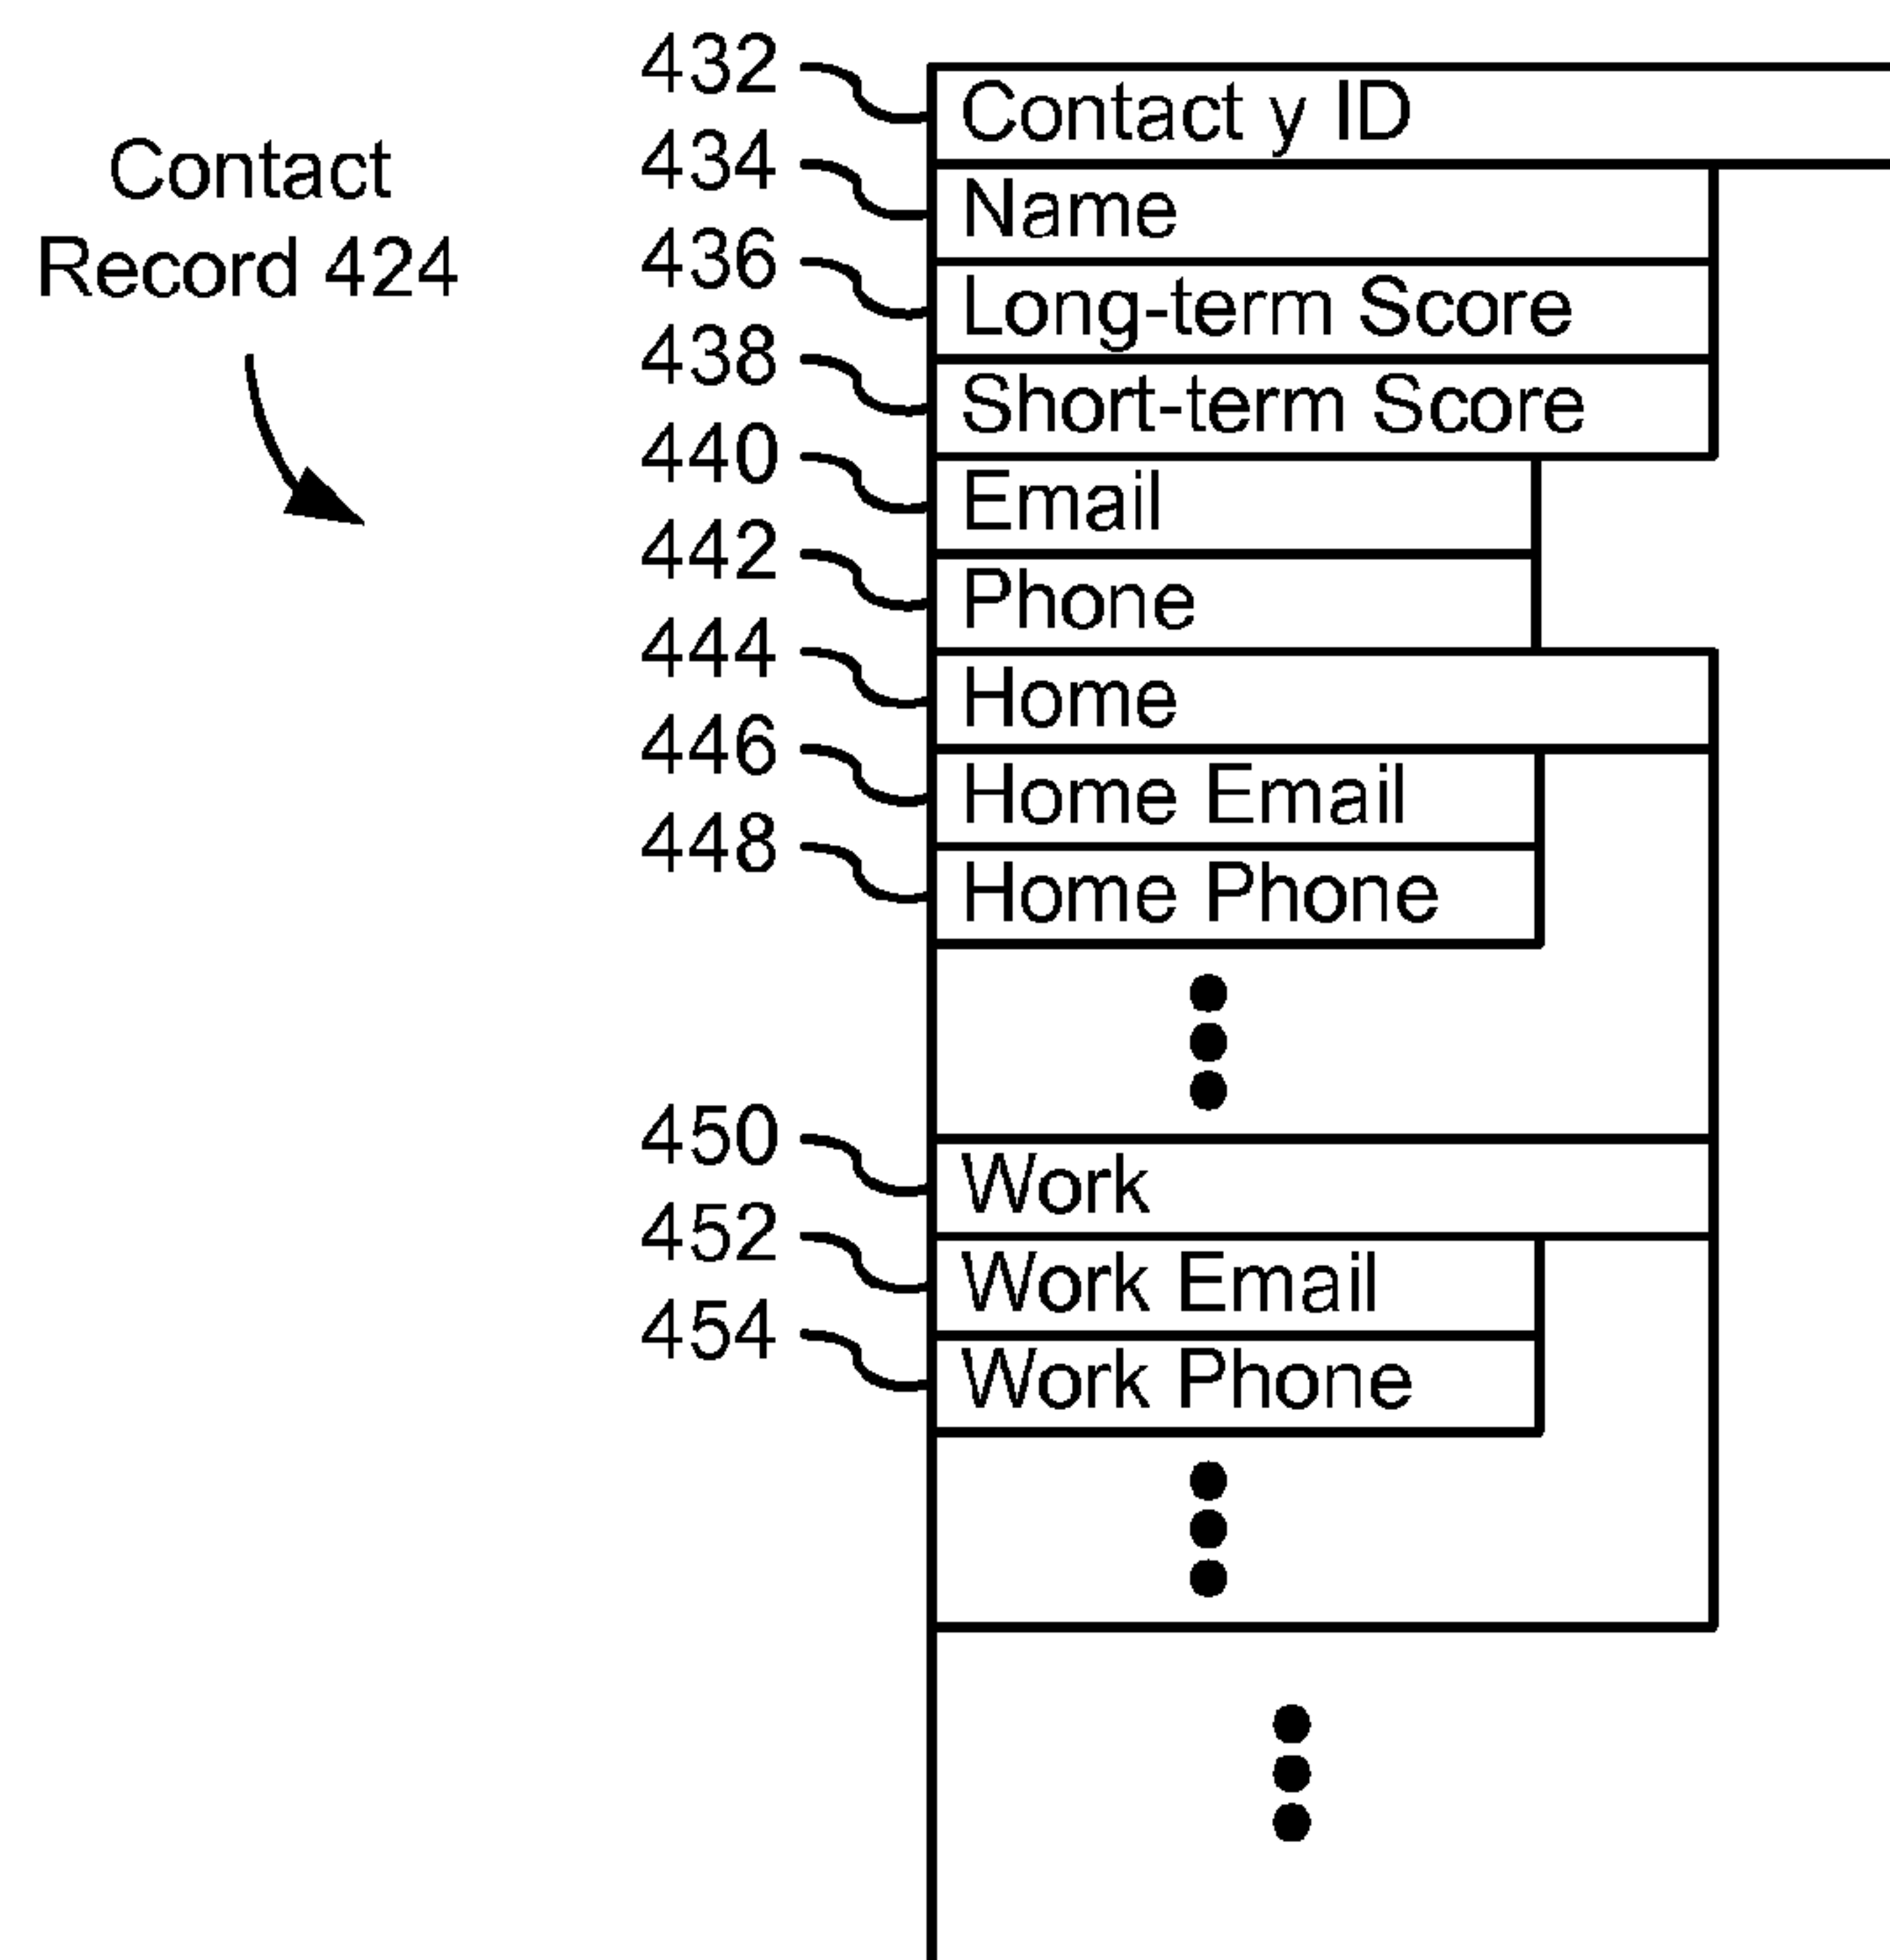 Contact
Record 424
432 Contact y ID
434 Name
436 Long-term Score
438 Short-term Score
440 Email
442 Phone
444 Home
446 Home Email
448 Home Phone
450 Work
452 Work Email
454 Work Phone